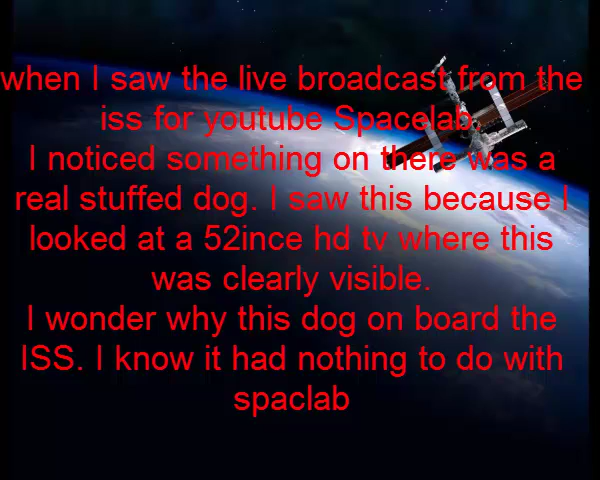 when I saw the live broadcast from the
iss for youtube Spacelab.
I noticed something on there was a
real stuffed dog. I saw this because I
looked at a 52ince hd tv where this
was clearly visible.
I wonder why this dog on board the
ISS. I know it had nothing to do with
spaclab